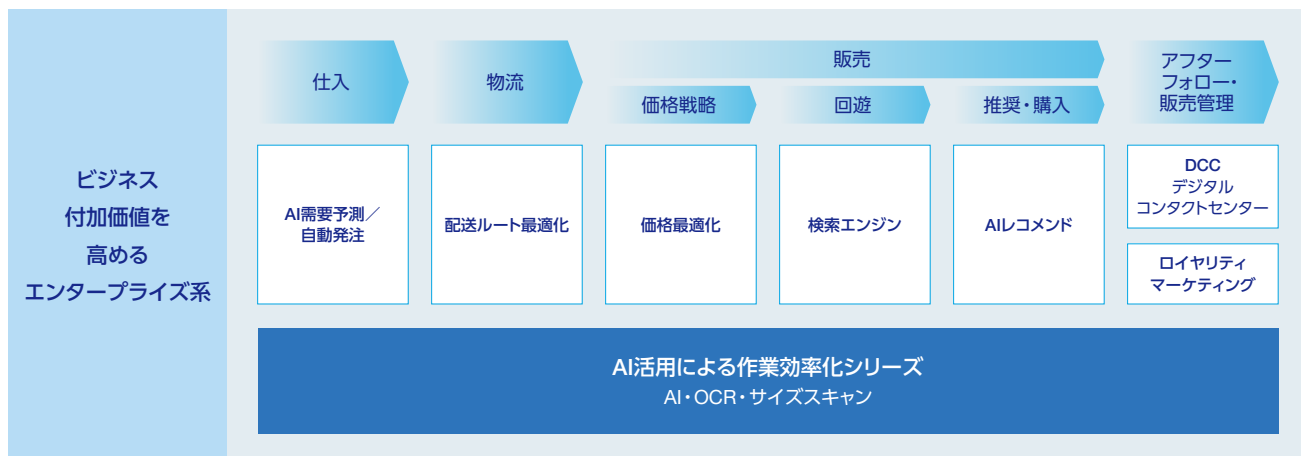 ビジネス
付加価値を
高める
エンタープライズ系
仕入
物流
販売
価格戦略
回遊
推奨・購入
アフター
フォロー・
販売管理
AI需要予測／
自動発注
配送ルート最適化
価格最適化
検索エンジン
AIレコメンド
DCC
デジタル
コンタクトセンター
ロイヤリティ
マーケティング
AI活用による作業効率化シリーズ
AI・OCR・サイズスキャン